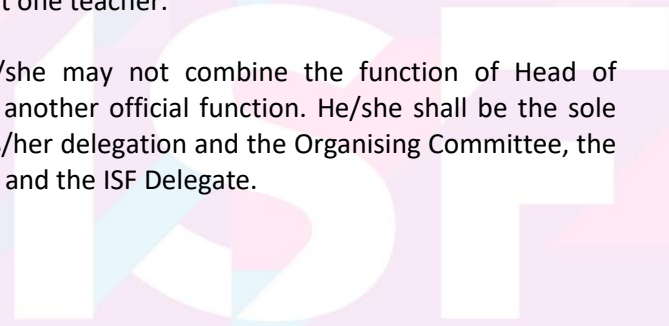 t one teacher.
/she may not combine the function of Head of
another official function. He/she shall be the sole
/her delegation and the Organising Committee, the
and the ISF Delegate.
ISF